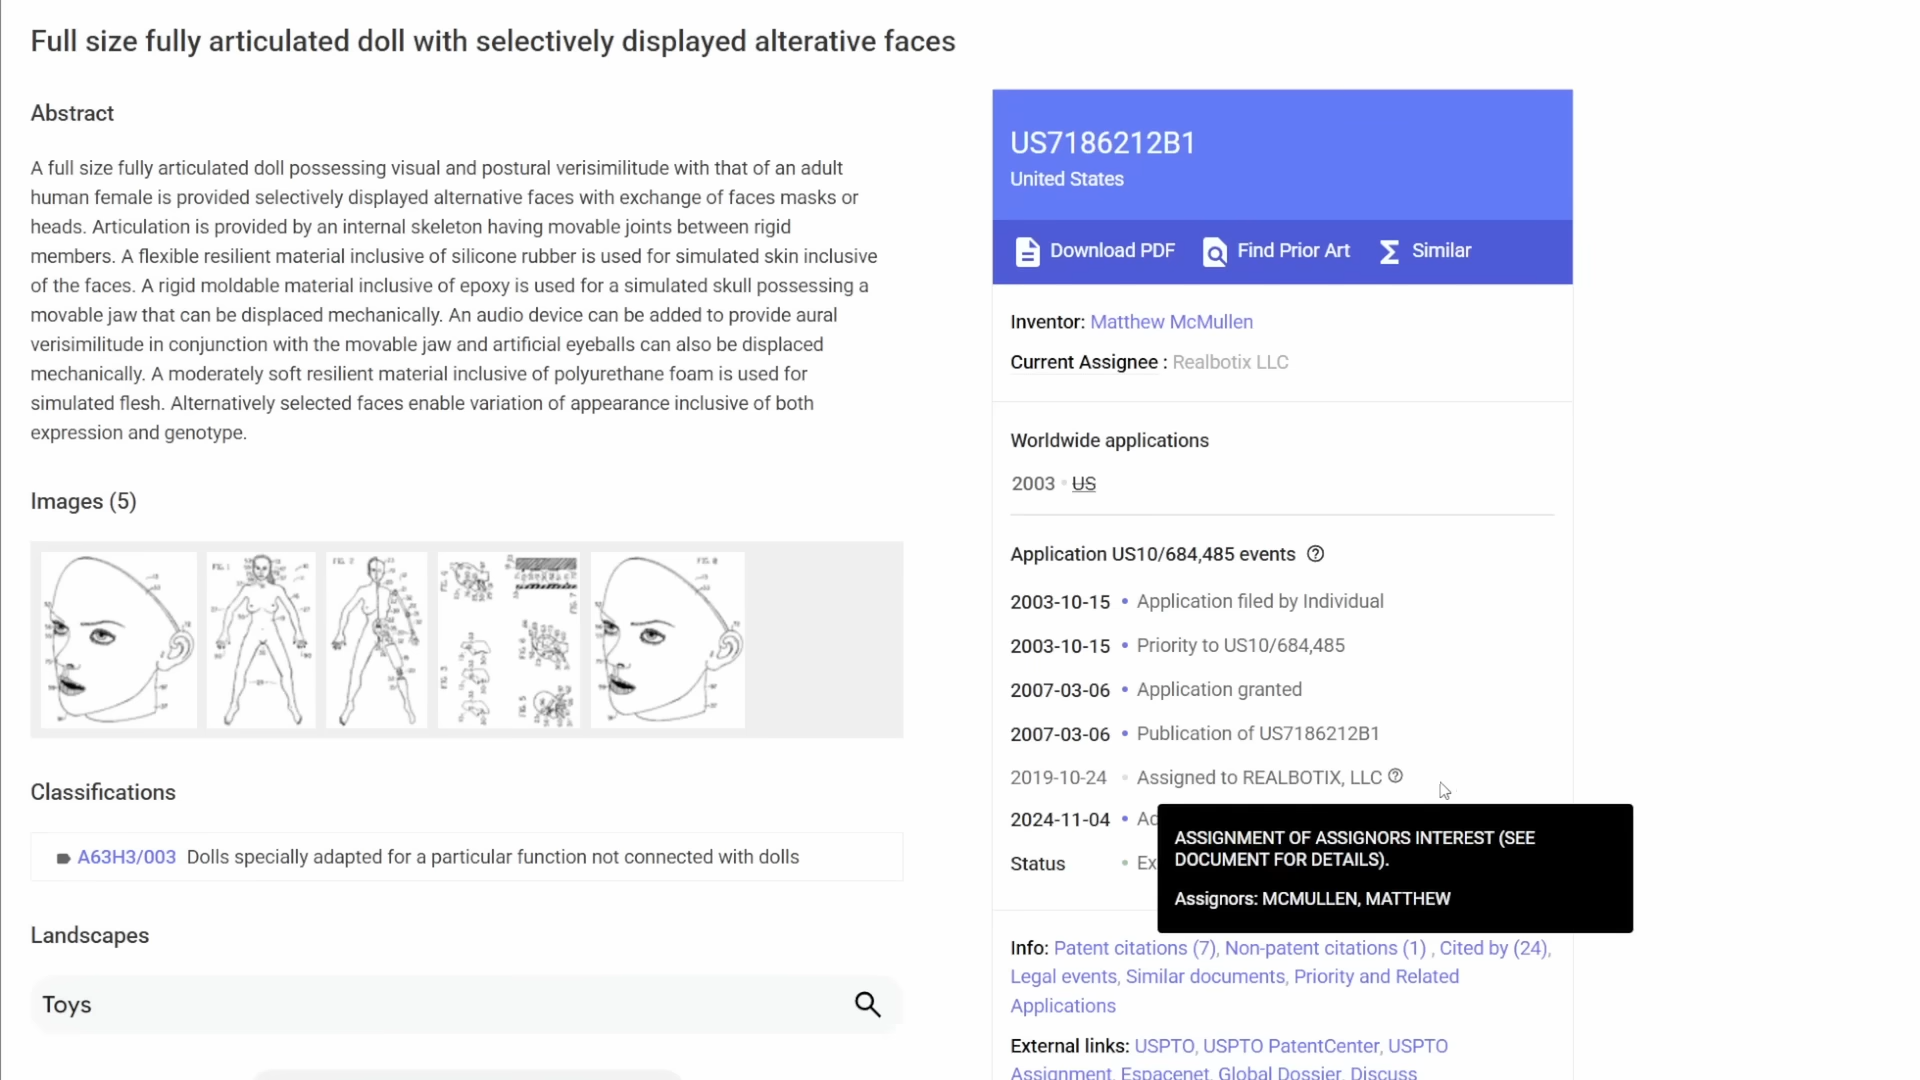 Full size fully articulated doll with selectively displayed alterative faces
Abstract
A full size fully articulated doll possessing visual and postural verisimilitude with that of an adult
human female is provided selectively displayed alternative faces with exchange of faces masks or
heads. Articulation is provided by an internal skeleton having movable joints between rigid
members. A flexible resilient material inclusive of silicone rubber is used for simulated skin inclusive
of the faces. A rigid moldable material inclusive of epoxy is used for a simulated skull possessing a
movable jaw that can be displaced mechanically. An audio device can be added to provide aural
verisimilitude in conjunction with the movable jaw and artificial eyeballs can also be displaced
mechanically. A moderately soft resilient material inclusive of polyurethane foam is used for
simulated flesh. Alternatively selected faces enable variation of appearance inclusive of both
expression and genotype.
Images (5)
Classifications
A63H3/003 Dolls specially adapted for a particular function not connected with dolls
Landscapes
Toys
US7186212B1
United States
Download PDF Find Prior Art Similar
Inventor: Matthew McMullen
Current Assignee : Realbotix LLC
Worldwide applications
2003 US
Application US10/684,485 events
2003-10-15 • Application filed by Individual
2003-10-15 • Priority to US10/684,485
2007-03-06 • Application granted
2007-03-06 • Publication of US7186212B1
2019-10-24 • Assigned to REALBOTIX, LLC
2024-11-04 • Ad
Status • Ex
ASSIGNMENT OF ASSIGNORS INTEREST (SEE
DOCUMENT FOR DETAILS).
Assignors: MCMULLEN, MATTHEW
Info: Patent citations (7), Non-patent citations (1) , Cited by (24),
Legal events, Similar documents, Priority and Related
Applications
External links: USPTO, USPTO PatentCenter, USPTO
Assignment, Espacenet, Global Dossier, Discuss